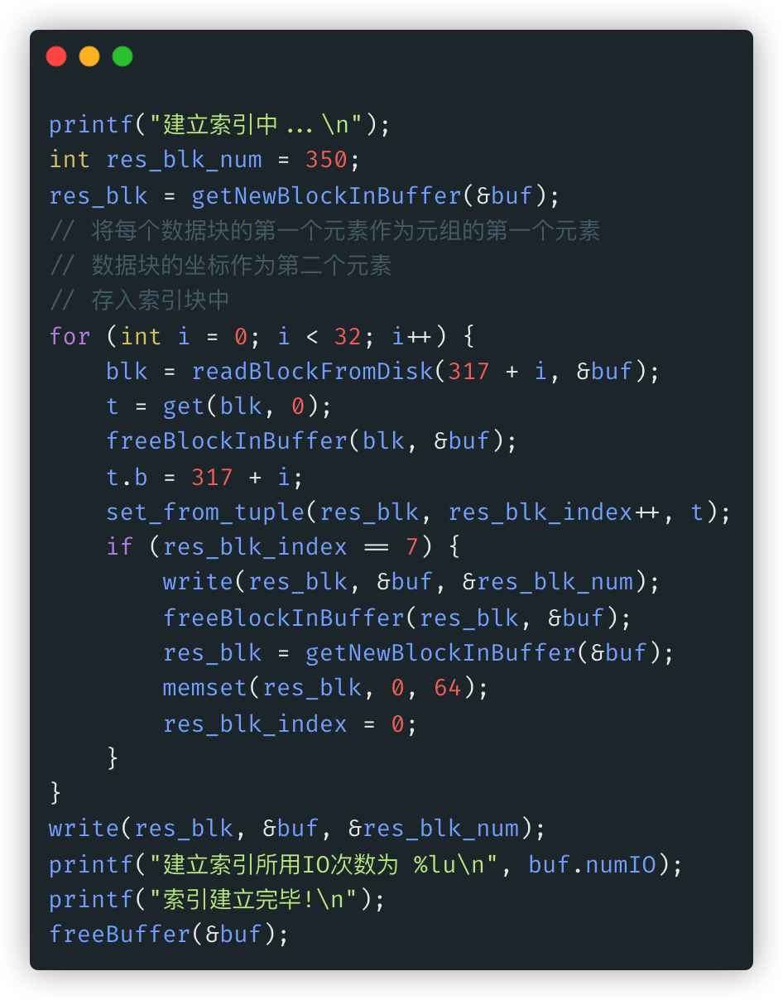 printf("建立索引中...\n");
int res_blk_num = 350;
res_blk = getNewBlockInBuffer(&buf);
// 将每个数据块的第一个元素作为元组的第一个元素
// 数据块的坐标作为第二个元素
// 存入索引块中
for (int i = 0; i < 32; i++) {
    blk = readBlockFromDisk(317 + i, &buf);
    t = get(blk, 0);
    freeBlockInBuffer(blk, &buf);
    t.b = 317 + i;
    set_from_tuple(res_blk, res_blk_index++, t);
    if (res_blk_index == 7) {
        write(res_blk, &buf, &res_blk_num);
        freeBlockInBuffer(res_blk, &buf);
        res_blk = getNewBlockInBuffer(&buf);
        memset(res_blk, 0, 64);
        res_blk_index = 0;
    }
}
write(res_blk, &buf, &res_blk_num);
printf("建立索引所用IO次数为 %lu\n", buf.numIO);
printf("索引建立完毕!\n");
freeBuffer(&buf);